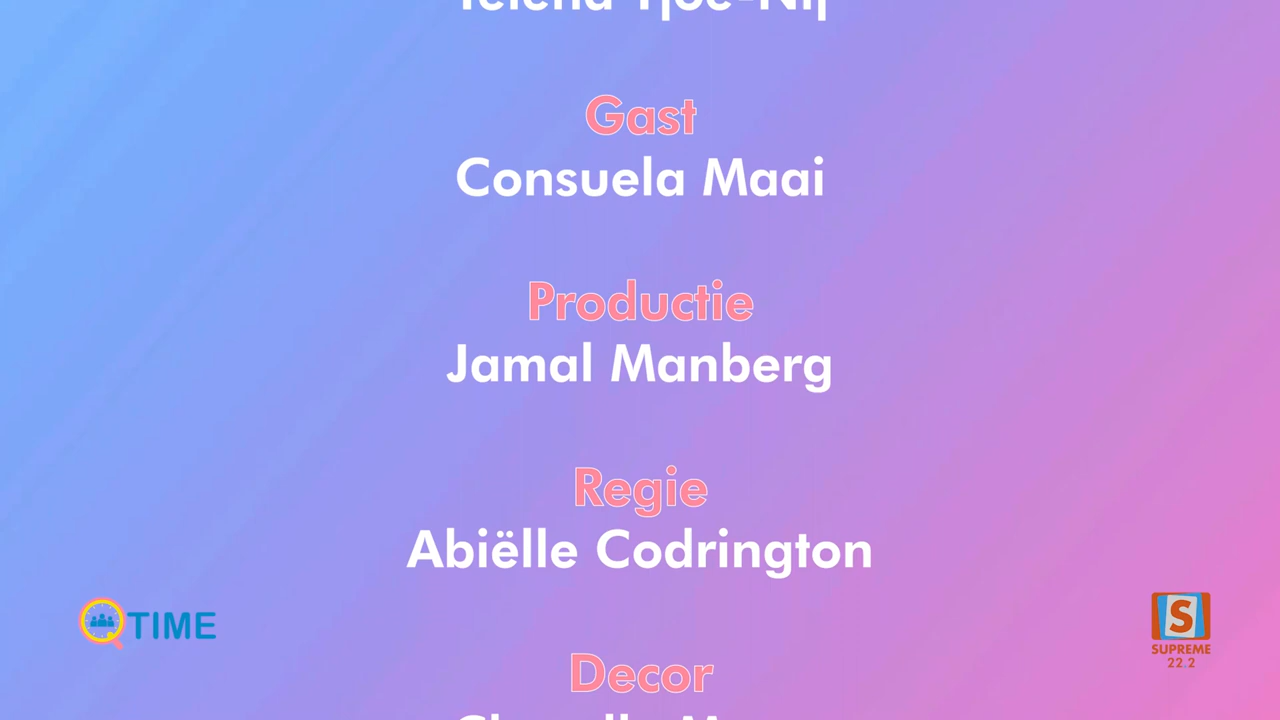 Gast
Consuela Maai
Productie
Jamal Manberg
Regie
Abiëlle Codrington
TIME
SUPREME
22.2
Decor